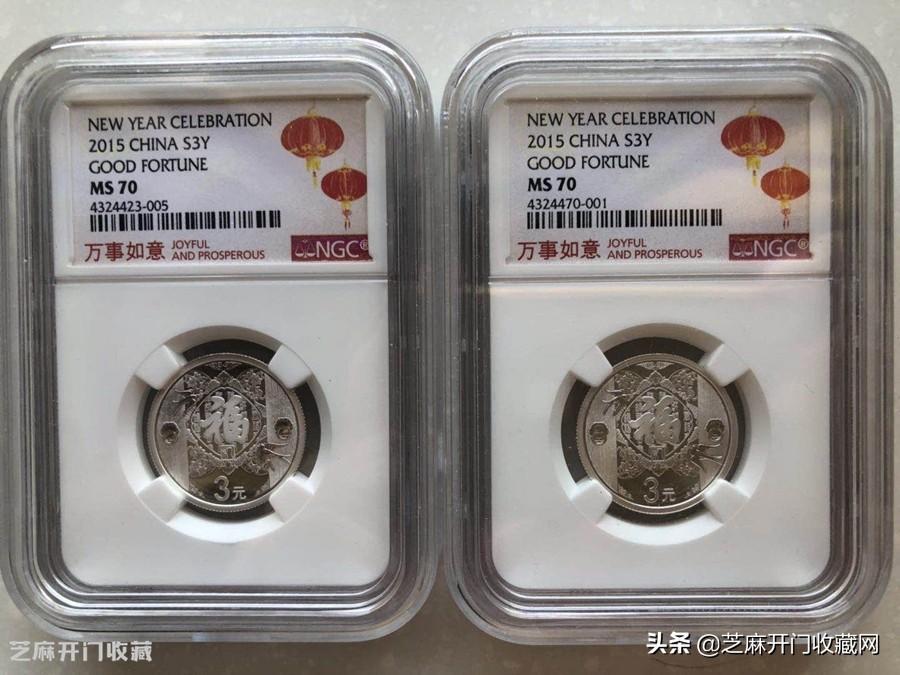 NEW YEAR CELEBRATION
2015 CHINA S3Y
GOOD FORTUNE
MS 70
4324423-005
万事如意 JOYFUL
AND PROSPEROUS
NGC®
福
3元
NEW YEAR CELEBRATION
2015 CHINA S3Y
GOOD FORTUNE
MS 70
4324470-001
万事如意 JOYFUL
AND PROSPEROUS
NGC®
福
3元
芝麻开门收藏
头条 @芝麻开门收藏网